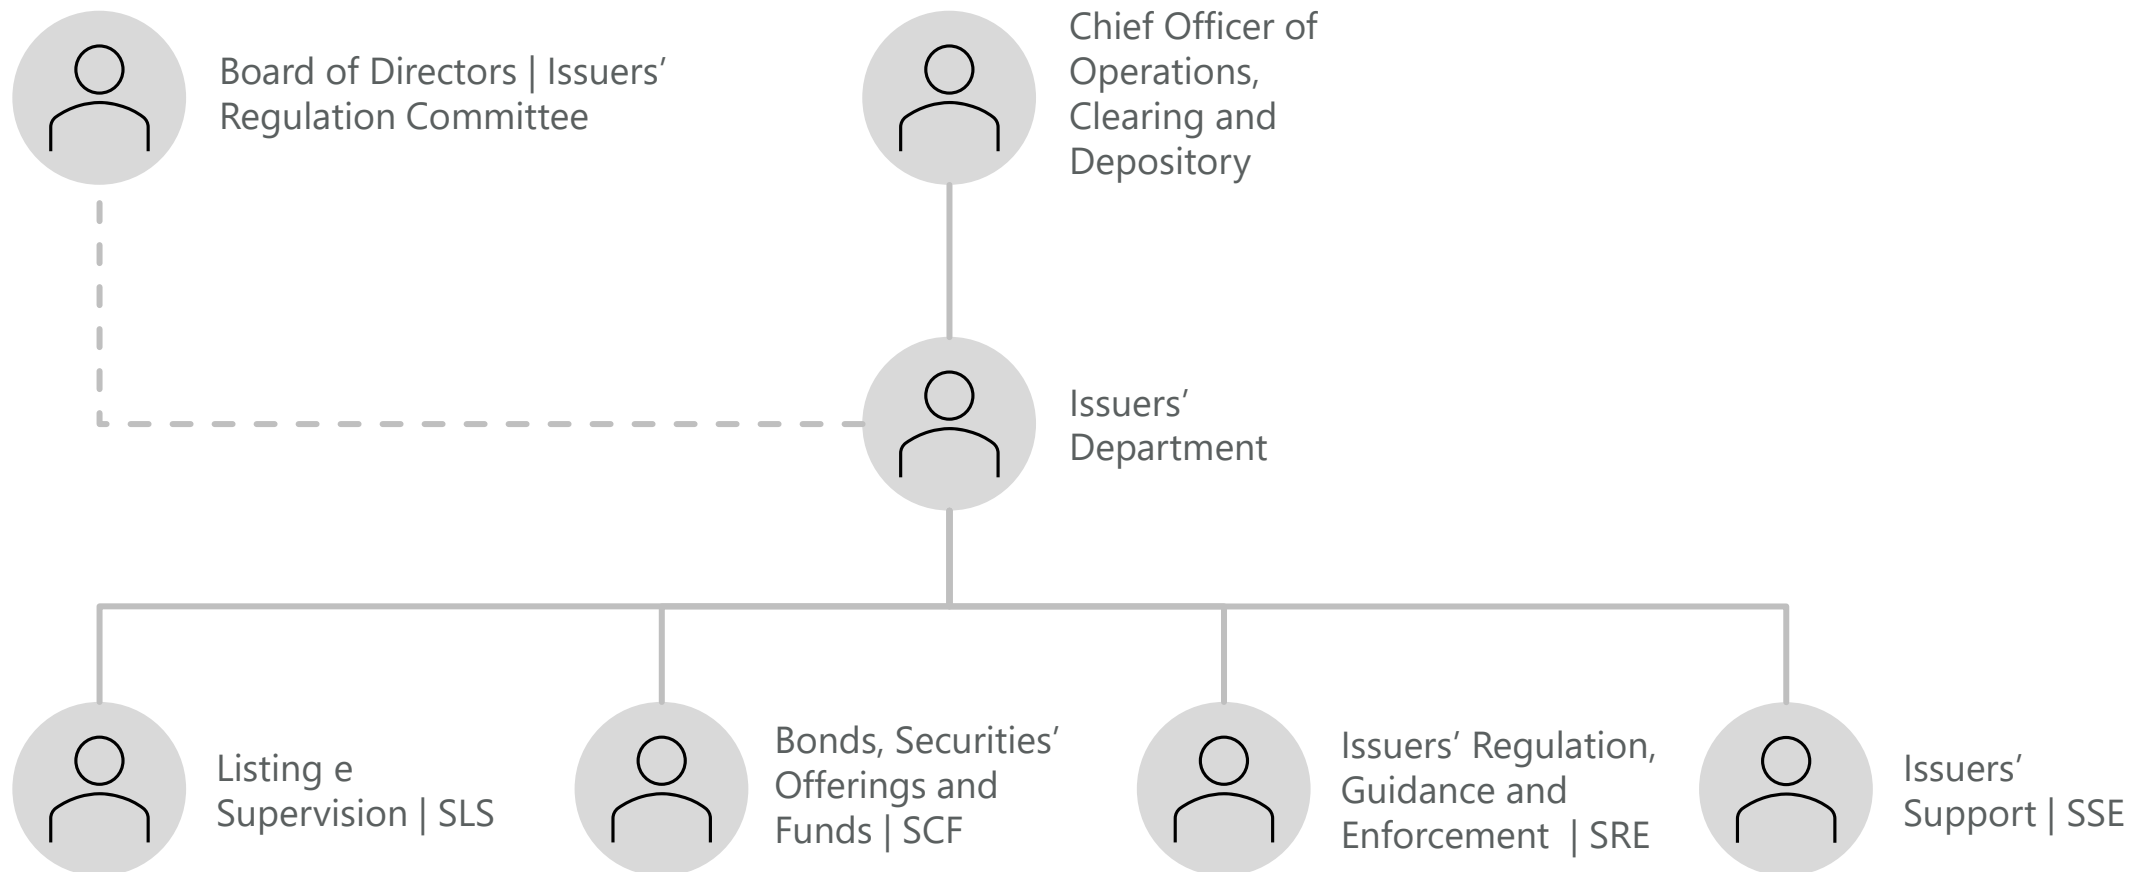 Board of Directors | Issuers’
Regulation Committee
Chief Officer of
Operations,
Clearing and
Depository
Issuers’
Department
Listing e
Supervision | SLS
Bonds, Securities’
Offerings and
Funds | SCF
Issuers’ Regulation,
Guidance and
Enforcement  | SRE
Issuers’
Support | SSE